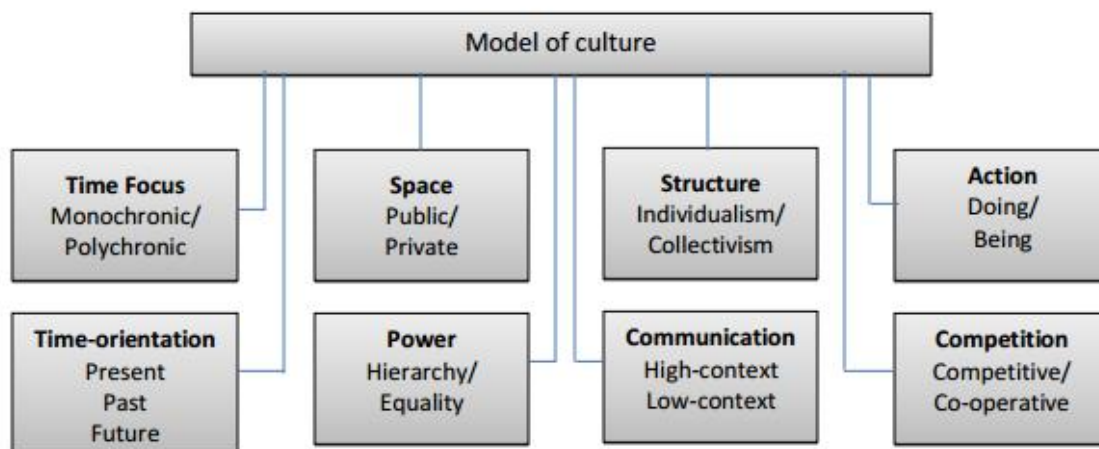 Model of culture
Time Focus
Monochronic/
Polychronic
Space
Public/
Private
Structure
Individualism/
Collectivism
Action
Doing/
Being
Time-orientation
Present
Past
Future
Power
Hierarchy/
Equality
Communication
High-context
Low-context
Competition
Competitive/
Co-operative